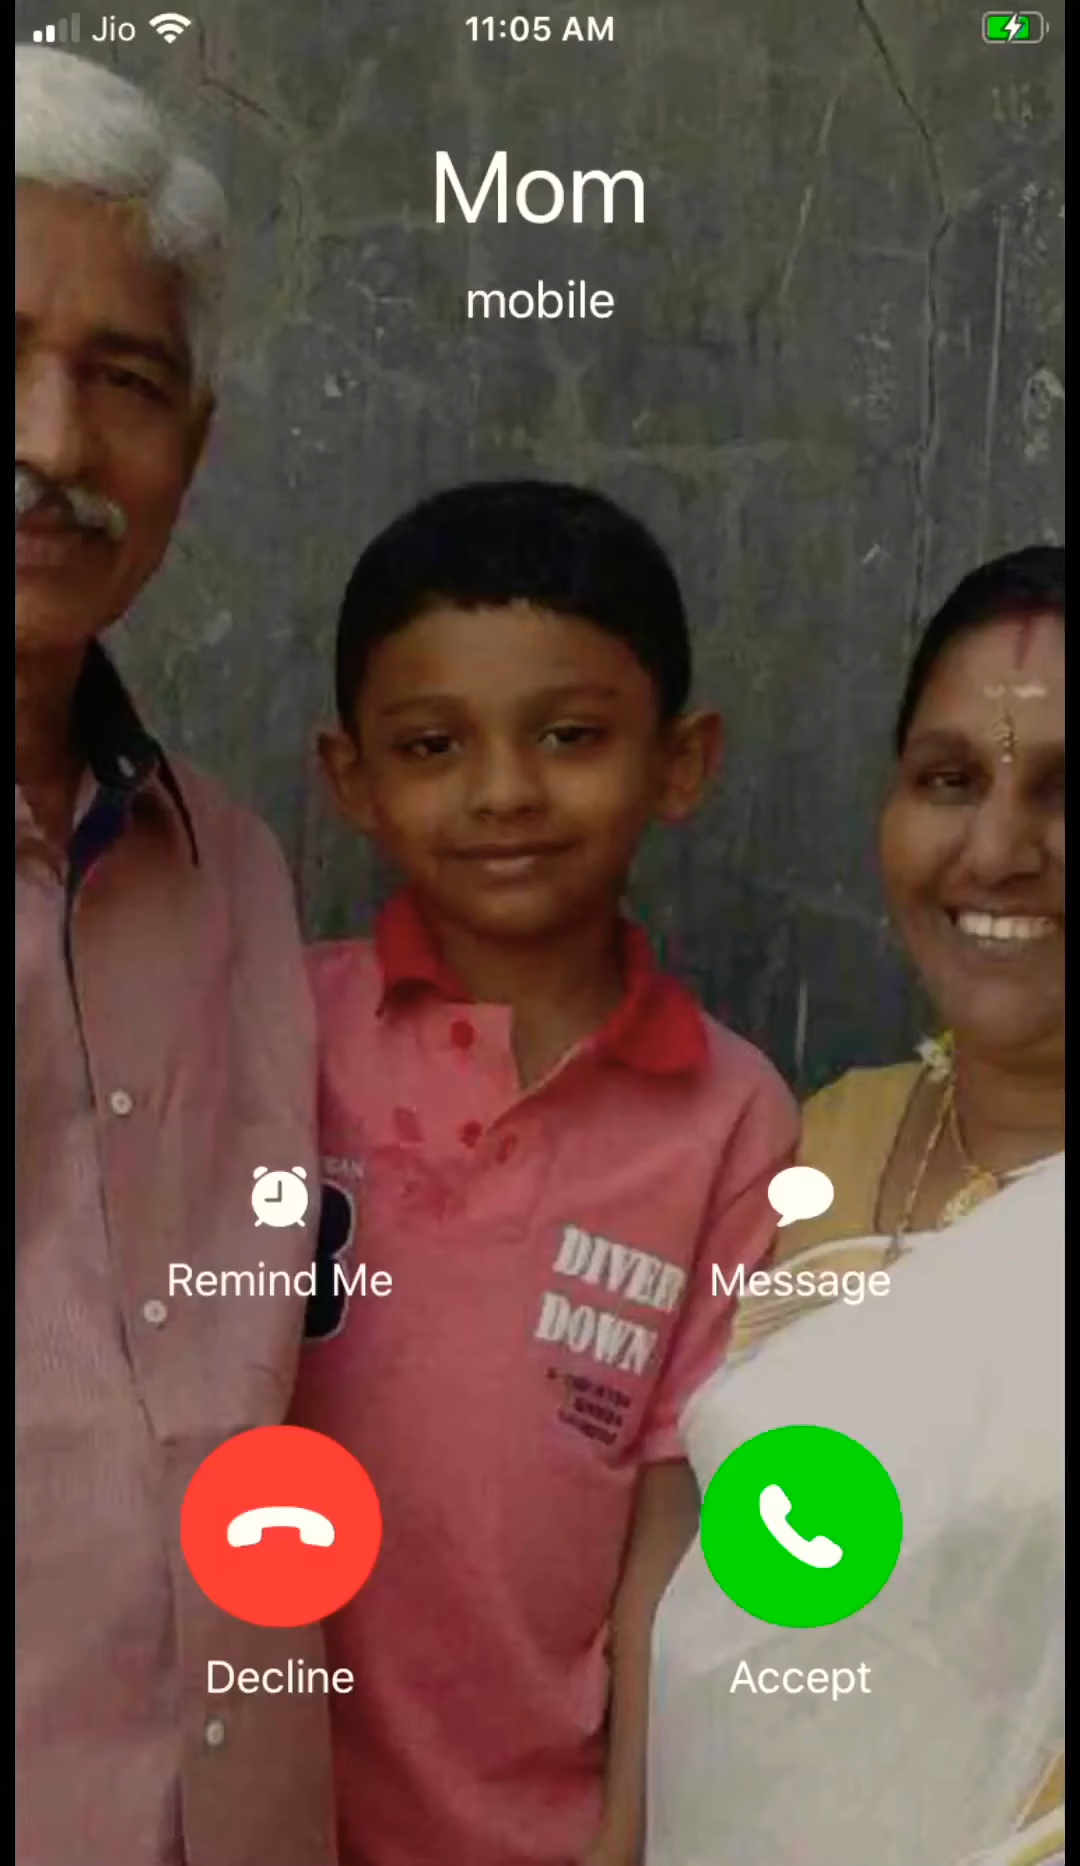 Jio 11:05 AM
Mom
mobile
DIVER
DOWN
Remind Me Message
Decline Accept